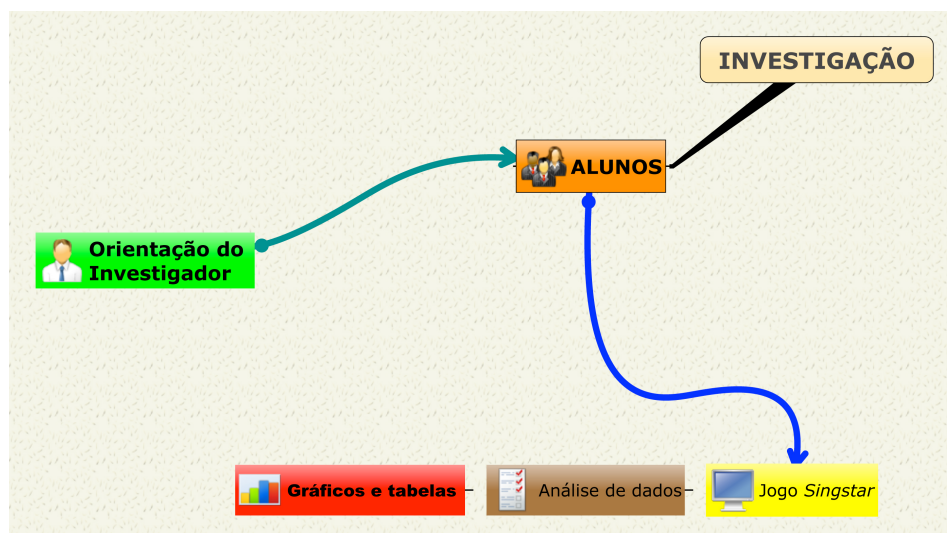 INVESTIGAÇÃO
ALUNOS
Orientação do
Investigador
Gráficos e tabelas
Análise de dados
Jogo Singstar